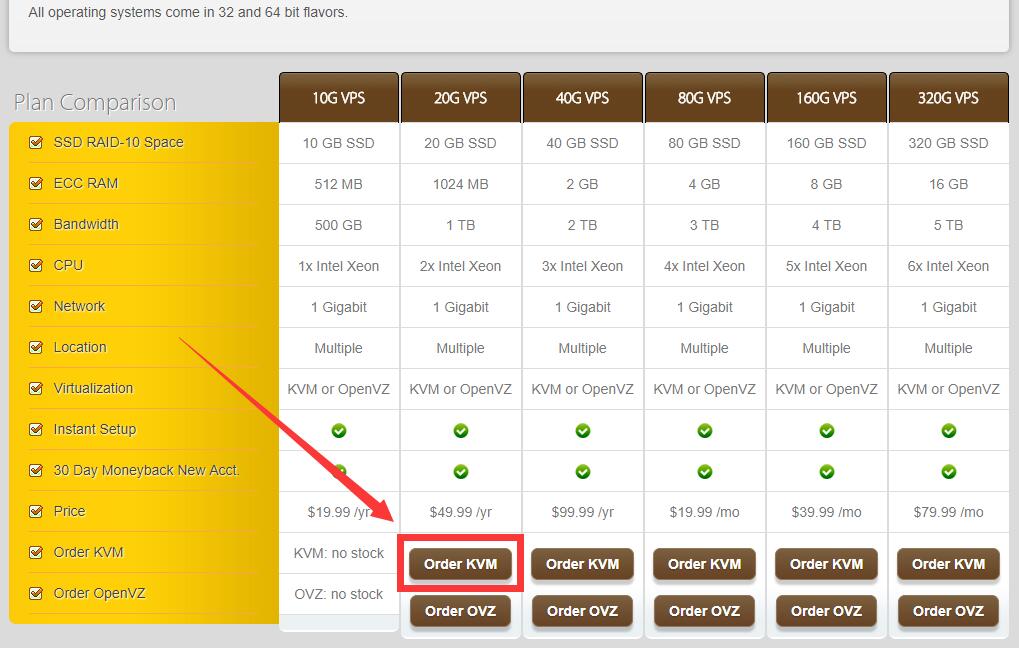 All operating systems come in 32 and 64 bit flavors.
Plan Comparison 10G VPS 20G VPS 40G VPS 80G VPS 160G VPS 320G VPS
SSD RAID-10 Space 10 GB SSD 20 GB SSD 40 GB SSD 80 GB SSD 160 GB SSD 320 GB SSD
ECC RAM 512 MB 1024 MB 2 GB 4 GB 8 GB 16 GB
Bandwidth 500 GB 1 TB 2 TB 3 TB 4 TB 5 TB
CPU 1x Intel Xeon 2x Intel Xeon 3x Intel Xeon 4x Intel Xeon 5x Intel Xeon 6x Intel Xeon
Network 1 Gigabit 1 Gigabit 1 Gigabit 1 Gigabit 1 Gigabit 1 Gigabit
Location Multiple Multiple Multiple Multiple Multiple Multiple
Virtualization KVM or OpenVZ KVM or OpenVZ KVM or OpenVZ KVM or OpenVZ KVM or OpenVZ KVM or OpenVZ
Instant Setup
30 Day Moneyback New Acct.
Price $19.99 /yr $49.99 /yr $99.99 /yr $19.99 /mo $39.99 /mo $79.99 /mo
Order KVM KVM: no stock Order KVM Order KVM Order KVM Order KVM Order KVM
Order OpenVZ OVZ: no stock Order OVZ Order OVZ Order OVZ Order OVZ Order OVZ